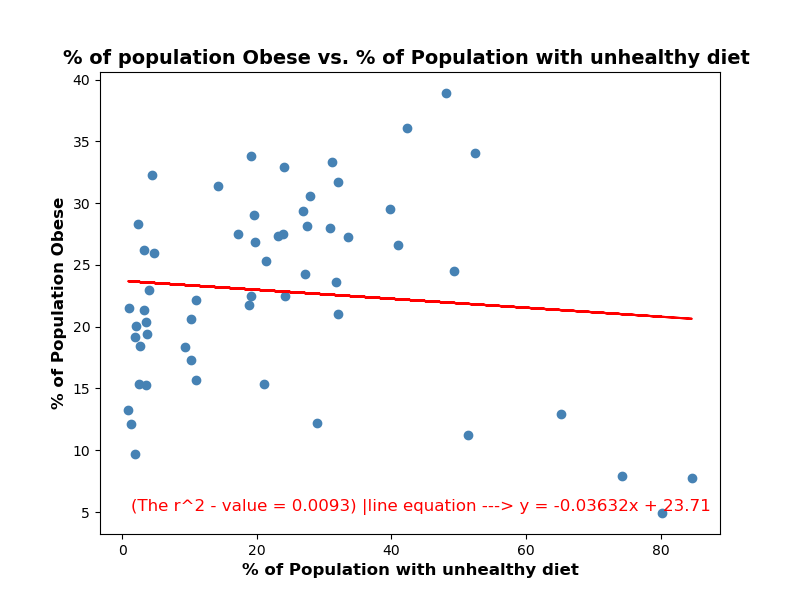 % of population Obese vs. % of Population with unhealthy diet
40
35
30
25
20
15
10
5
% of Population Obese
(The r^2 - value = 0.0093) |line equation ---> y = -0.03632x + 23.71
0 20 40 60 80
% of Population with unhealthy diet